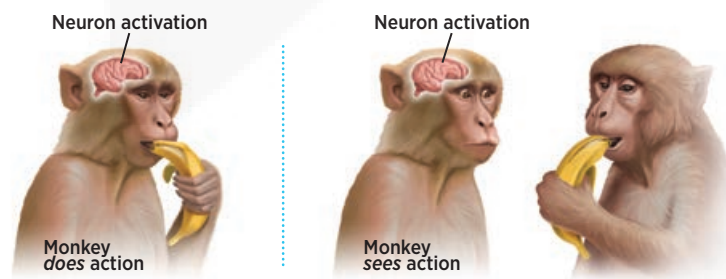 Neuron activation
Monkey
does action
Neuron activation
Monkey
sees action